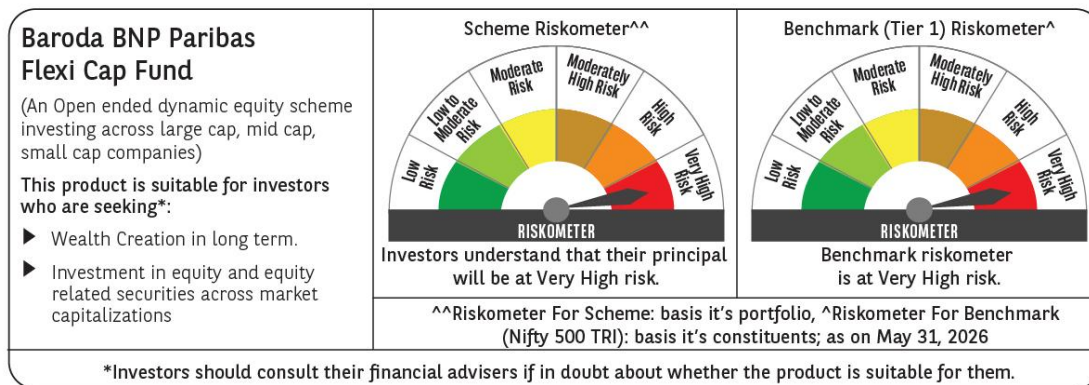 Baroda BNP Paribas
Flexi Cap Fund
(An Open ended dynamic equity scheme
investing across large cap, mid cap,
small cap companies)
This product is suitable for investors
who are seeking*:
Wealth Creation in long term.
Investment in equity and equity
related securities across market
capitalizations
Scheme Riskometer^^
Low
Risk
Low to
Moderate
Risk
Moderate
Risk
Moderately
High Risk
High
Risk
Very High
Risk
RISKOMETER
Investors understand that their principal
will be at Very High risk.
Benchmark (Tier 1) Riskometer^
Low
Risk
Low to
Moderate
Risk
Moderate
Risk
Moderately
High Risk
High
Risk
Very High
Risk
RISKOMETER
Benchmark riskometer
is at Very High risk.
^^Riskometer For Scheme: basis it's portfolio, ^Riskometer For Benchmark
(Nifty 500 TRI): basis it's constituents; as on May 31, 2026
*Investors should consult their financial advisers if in doubt about whether the product is suitable for them.